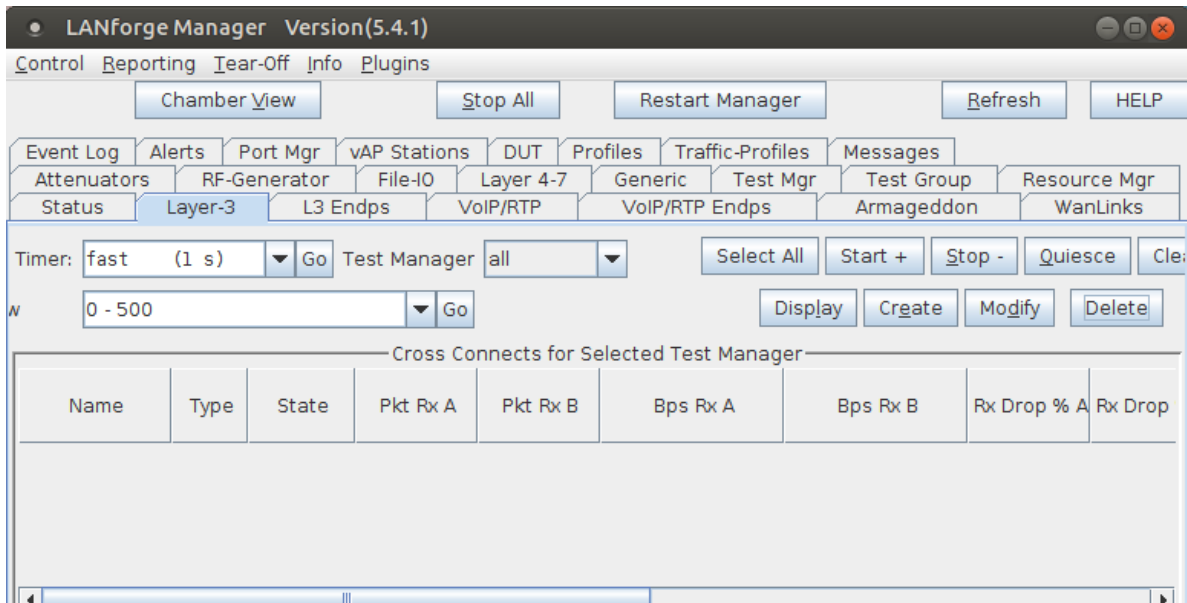 LANforge Manager Version(5.4.1)
Control Reporting Tear-Off Info Plugins
Chamber View Stop All Restart Manager Refresh HELP
Event Log Alerts Port Mgr vAP Stations DUT Profiles Traffic-Profiles Messages
Attenuators RF-Generator File-IO Layer 4-7 Generic Test Mgr Test Group Resource Mgr
Status Layer-3 L3 Endps VoIP/RTP VoIP/RTP Endps Armageddon WanLinks
Timer: fast (1 s) Go Test Manager all Select All Start + Stop - Quiesce Clea
w 0 - 500 Go Display Create Modify Delete
Cross Connects for Selected Test Manager
Name Type State Pkt Rx A Pkt Rx B Bps Rx A Bps Rx B Rx Drop % A Rx Drop